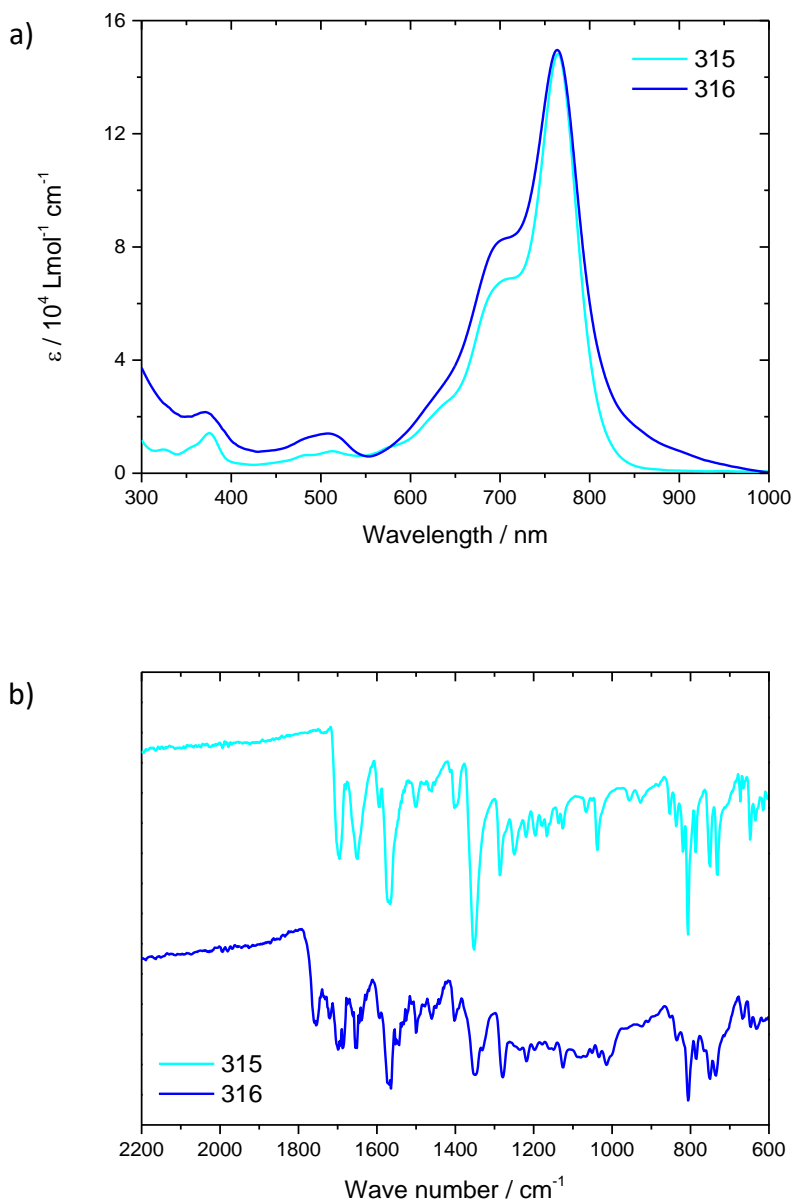 a)
16
12
8
4
0
ε / 10⁴ Lmol⁻¹ cm⁻¹
315
316
300 400 500 600 700 800 900 1000
Wavelength / nm
b)
315
316
2200 2000 1800 1600 1400 1200 1000 800 600
Wave number / cm⁻¹